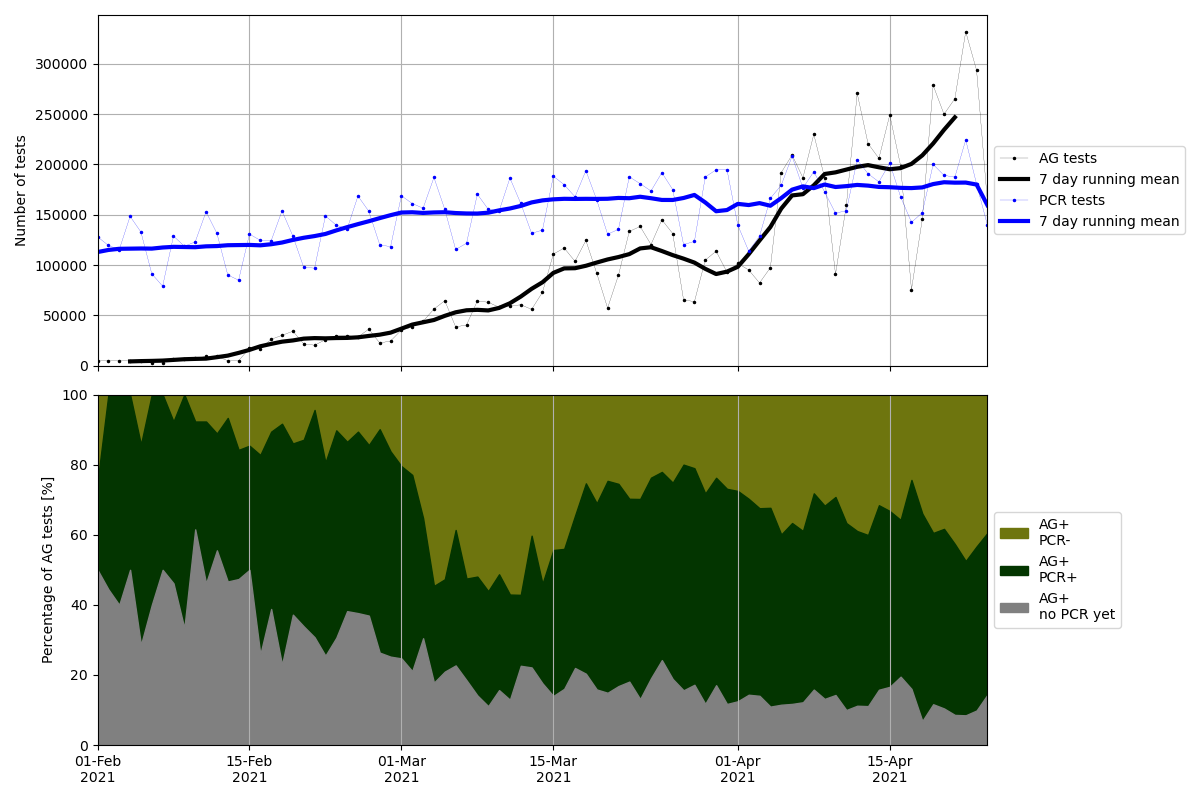 Number of tests
300000
250000
200000
150000
100000
50000
0
AG tests
7 day running mean
PCR tests
7 day running mean
Percentage of AG tests [%]
100
80
60
40
20
0
01-Feb
2021
15-Feb
2021
01-Mar
2021
15-Mar
2021
01-Apr
2021
15-Apr
2021
AG+
PCR-
AG+
PCR+
AG+
no PCR yet